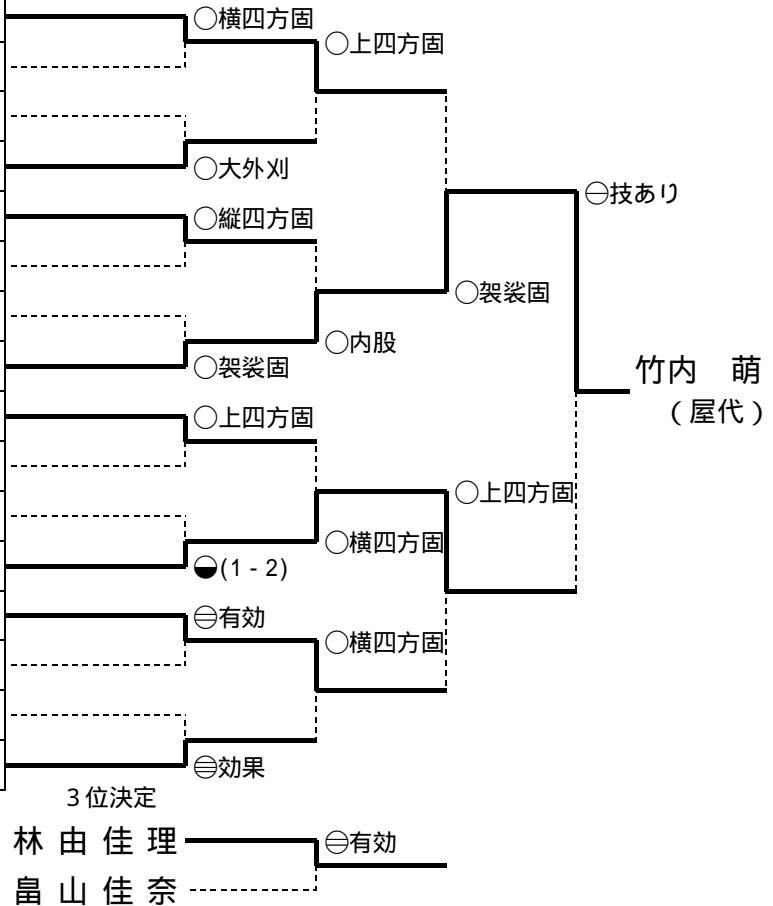 ○横四方固
○上四方固
○大外刈
⊖技あり
○縦四方固
○袈裟固
○内股
○袈裟固
竹内　萌
（屋代）
○上四方固
○上四方固
○横四方固
◒(1 - 2)
有効
○横四方固
効果
３位決定
林 由 佳 理
有効
畠 山 佳 奈